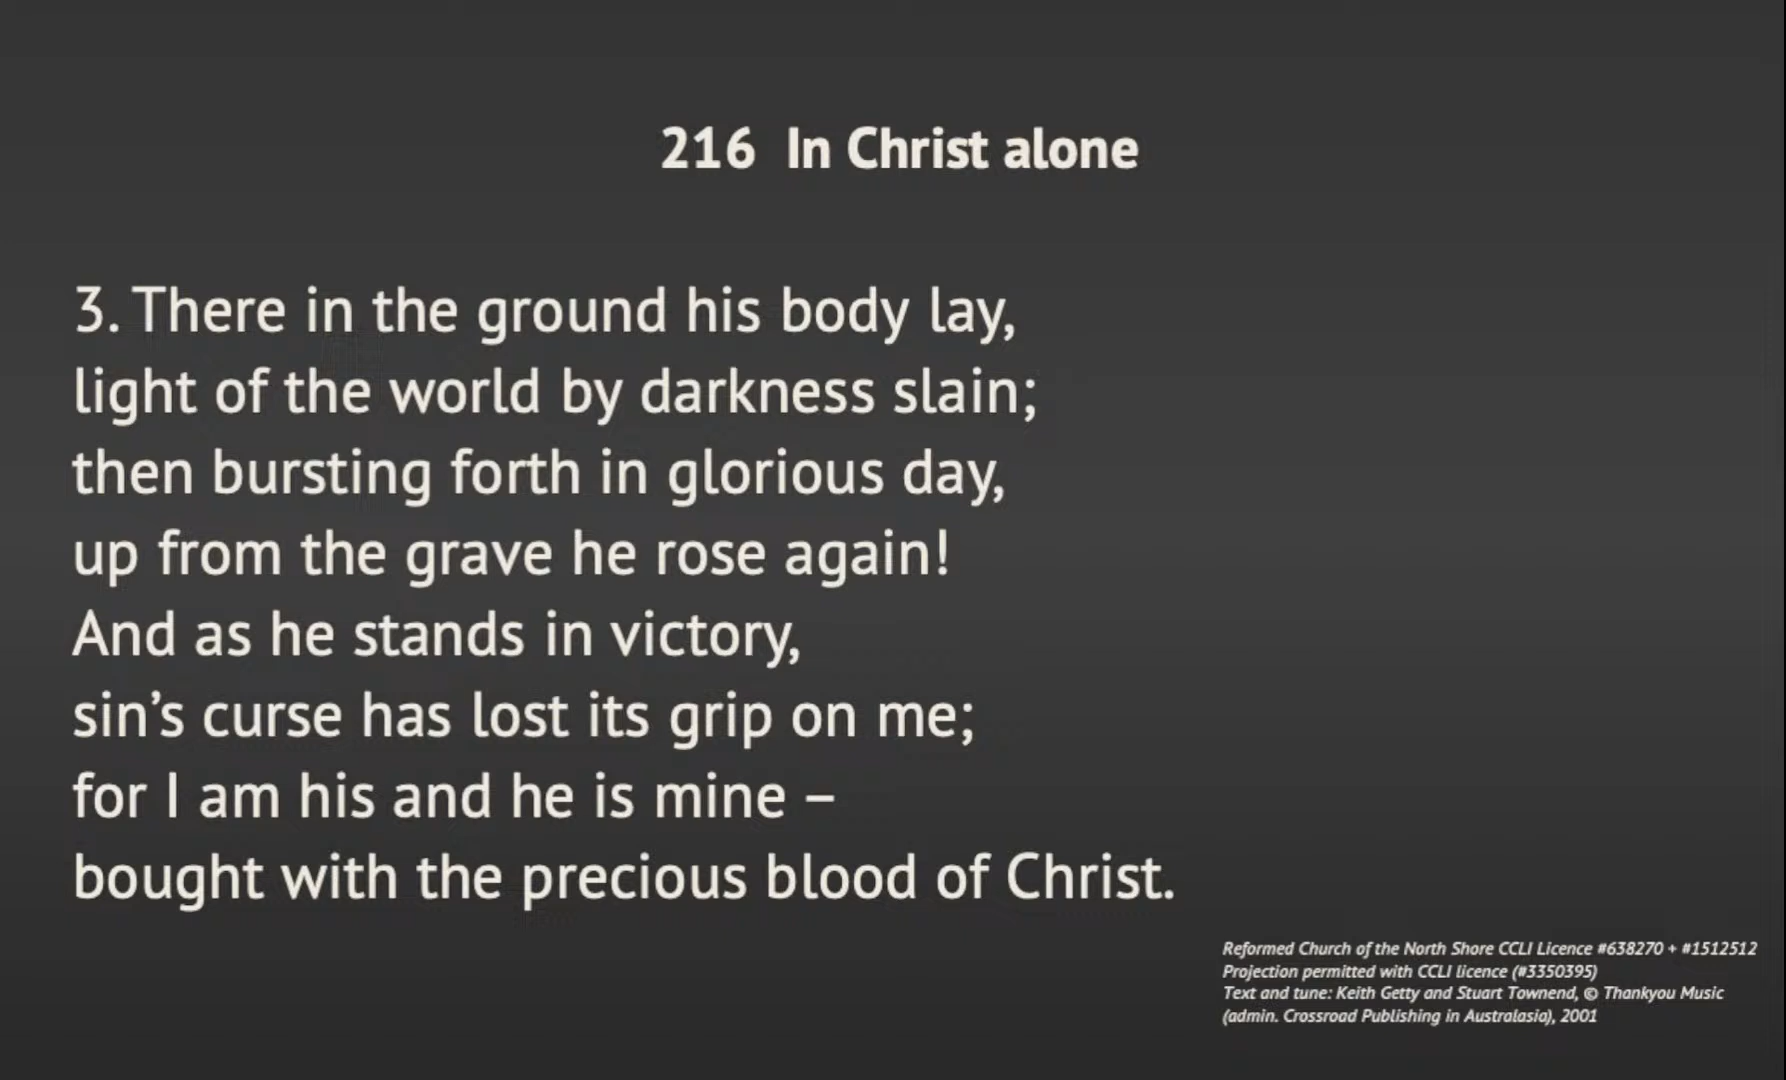 216 In Christ alone
3. There in the ground his body lay,
light of the world by darkness slain;
then bursting forth in glorious day,
up from the grave he rose again!
And as he stands in victory,
sin’s curse has lost its grip on me;
for I am his and he is mine –
bought with the precious blood of Christ.
Reformed Church of the North Shore CCLI Licence #638270 + #1512512
Projection permitted with CCLI licence (#3350395)
Text and tune: Keith Getty and Stuart Townend, © Thankyou Music
(admin. Crossroad Publishing in Australasia), 2001